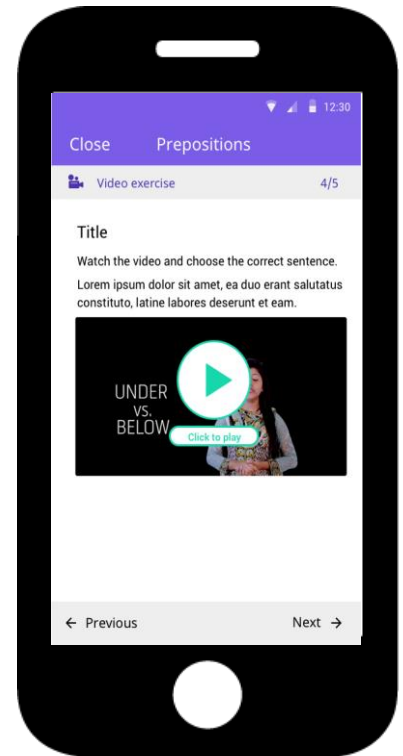 12:30
Close Prepositions
Video exercise 4/5
Title
Watch the video and choose the correct sentence.
Lorem ipsum dolor sit amet, ea duo erant salutatus
constituto, latine labores deserunt et eam.
UNDER
VS.
BELOW
Click to play
← Previous Next →